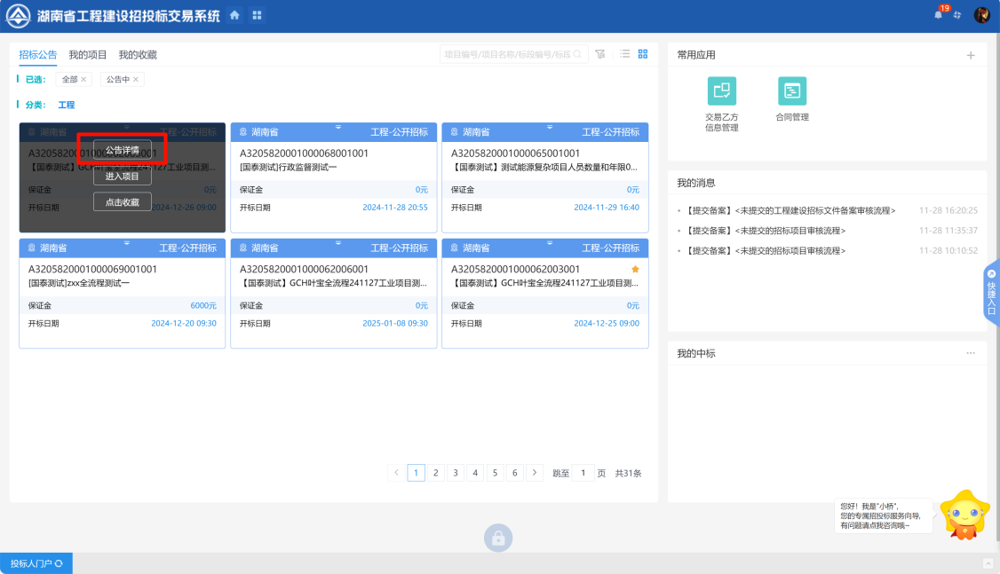 湖南省工程建设招投标交易系统
19
招标公告 我的项目 我的收藏
项目编号/项目名称/标段编号/标段
已选： 全部 × 公告中 ×
分类： 工程
湖南省 工程-公开招标
A3205820001000062005001
【国泰测试】GCH叶宝全流程241127工业项目测...
保证金 0元
开标日期 2024-12-26 09:00
公告详情
进入项目
点击收藏
湖南省 工程-公开招标
A3205820001000068001001
[国泰测试]行政监督测试一
保证金 0元
开标日期 2024-11-28 20:55
湖南省 工程-公开招标
A3205820001000065001001
【国泰测试】测试能源复杂项目人员数量和年限0...
保证金 0元
开标日期 2024-11-29 16:40
湖南省 工程-公开招标
A3205820001000069001001
[国泰测试]zxx全流程测试一
保证金 6000元
开标日期 2024-12-20 09:30
湖南省 工程-公开招标
A3205820001000062006001
【国泰测试】GCH叶宝全流程241127工业项目测...
保证金 0元
开标日期 2025-01-08 09:30
湖南省 工程-公开招标
A3205820001000062003001
【国泰测试】GCH叶宝全流程241127工业项目测...
保证金 0元
开标日期 2024-12-25 09:00
< 1 2 3 4 5 6 > 跳至 1 页 共31条
常用应用
交易乙方
信息管理
合同管理
我的消息
【提交备案】<未提交的工程建设招标文件备案审核流程> 11-28 16:20:25
【提交备案】<未提交的招标项目审核流程> 11-28 11:35:37
【提交备案】<未提交的招标项目审核流程> 11-28 10:10:52
快捷入口
我的中标
您好！我是"小桥",
您的专属招投标服务向导,
有问题请点我咨询哦~
投标人门户